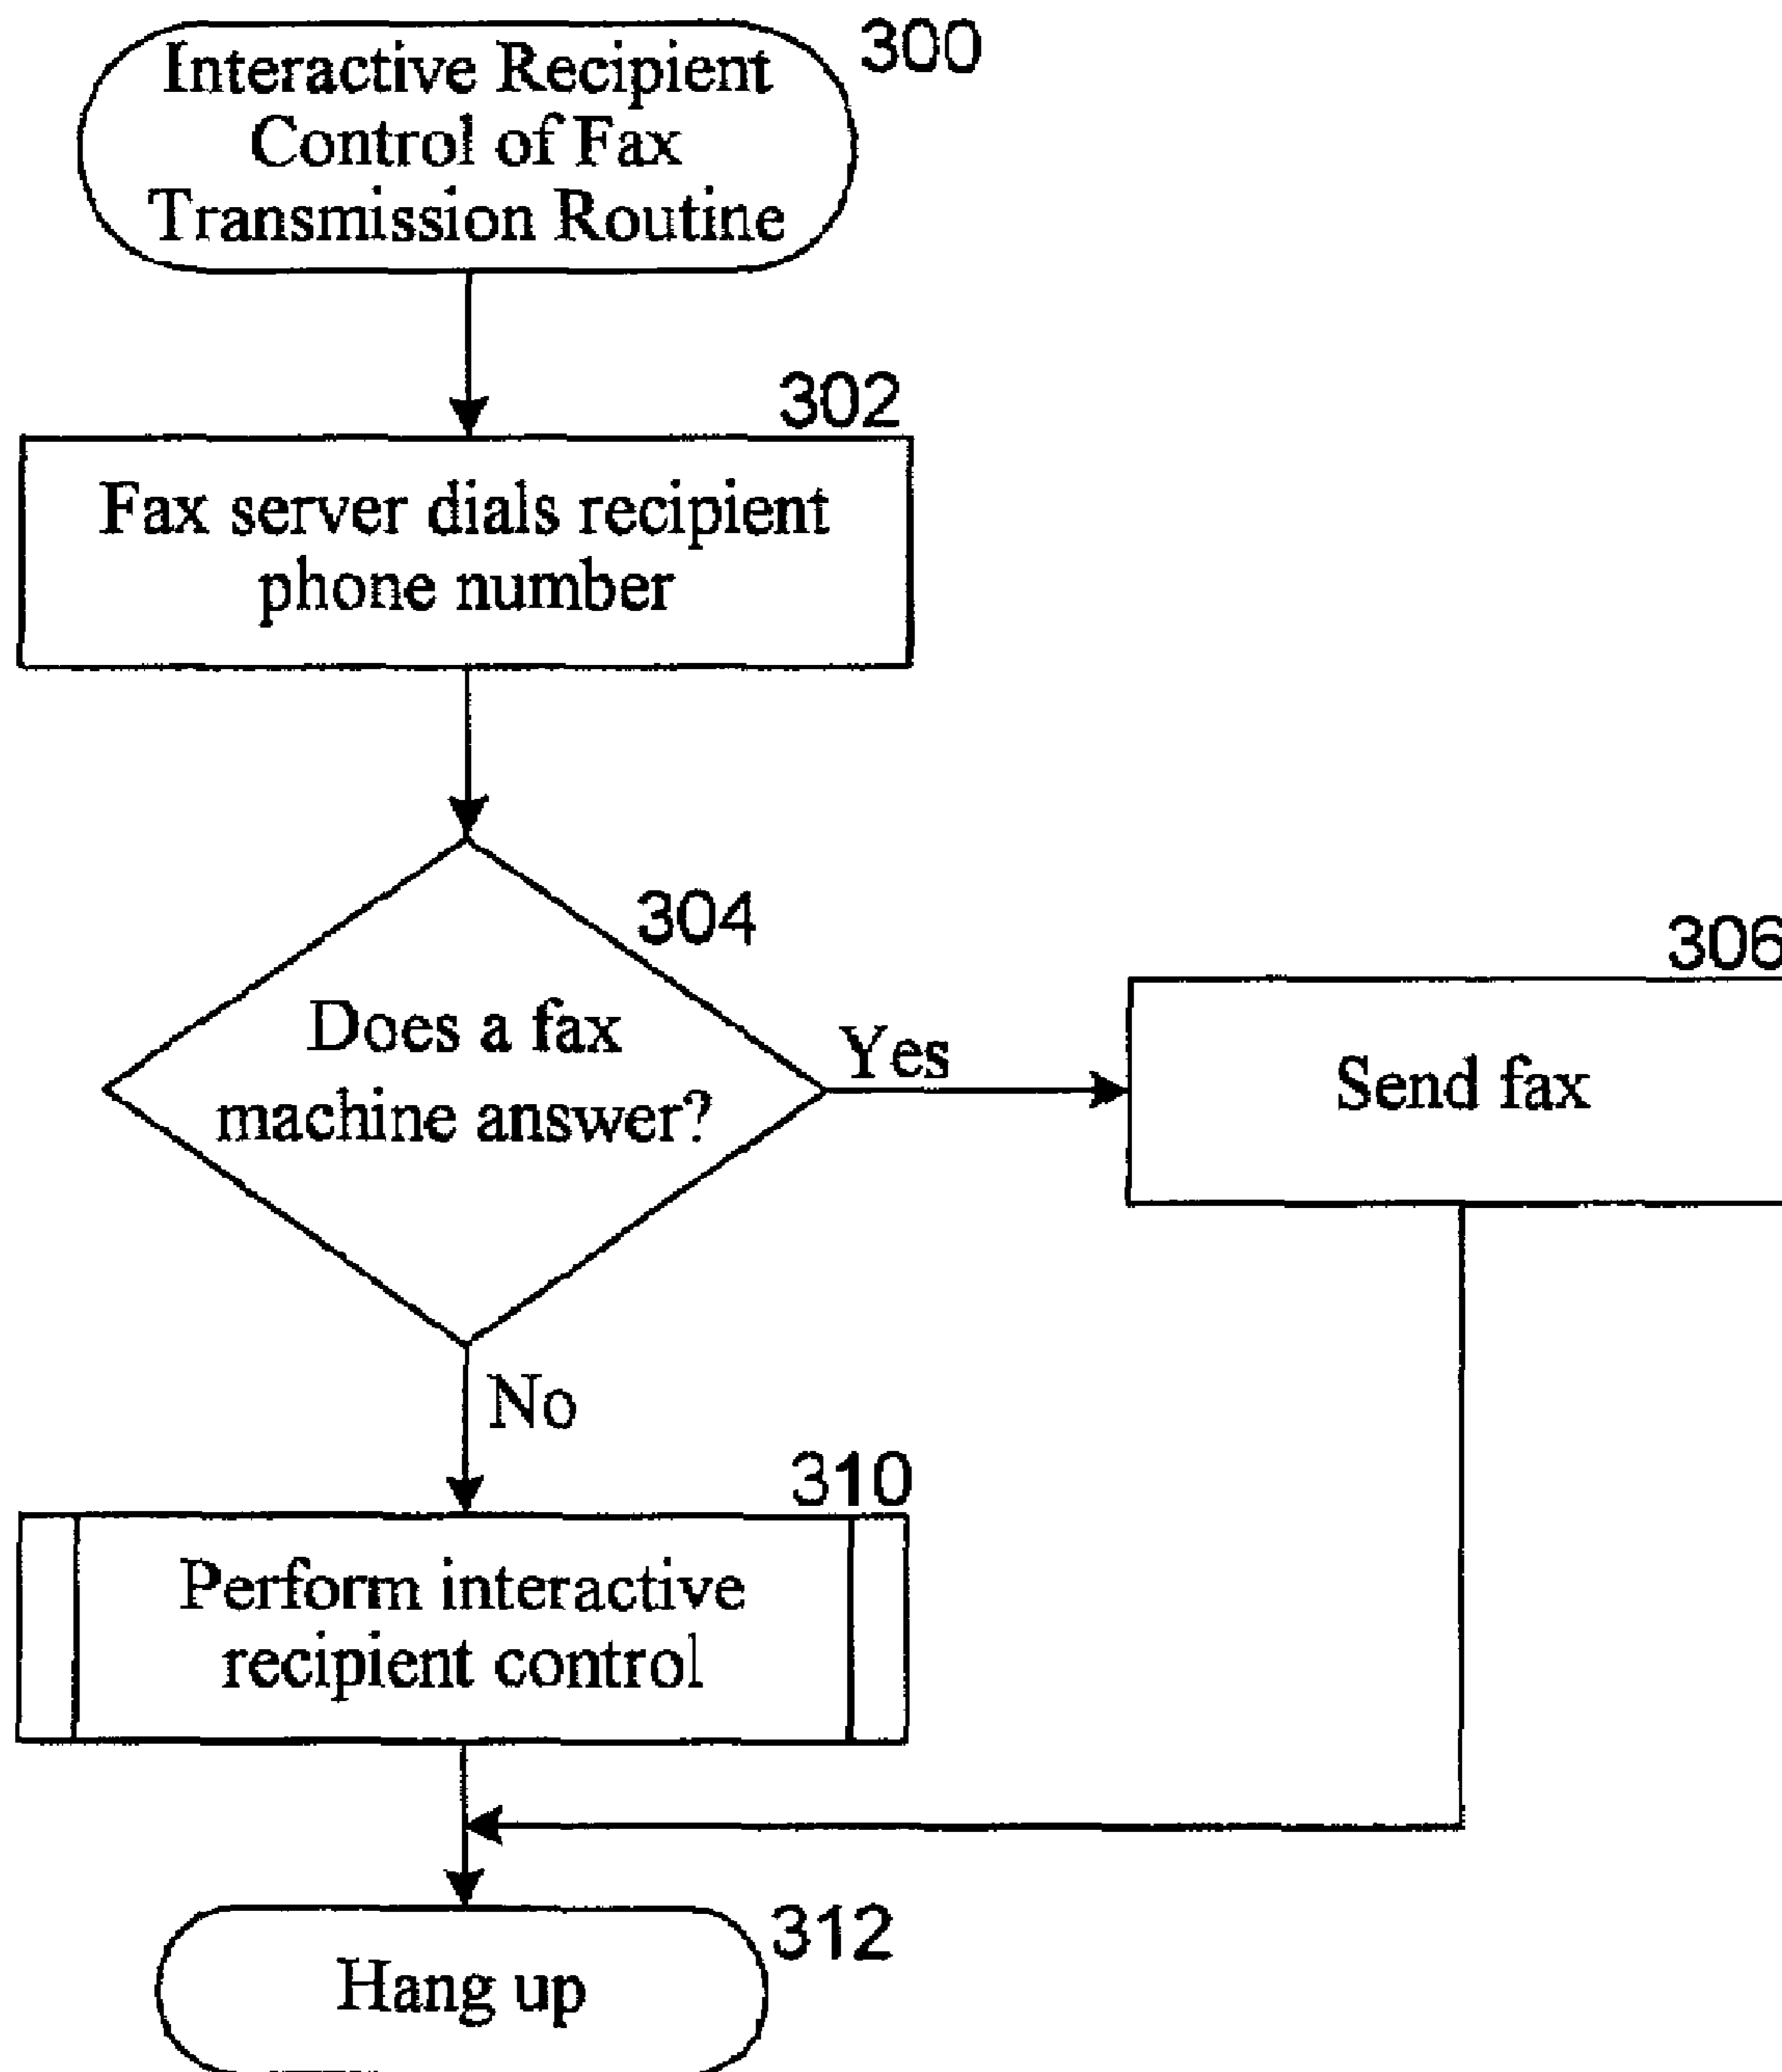 300
Interactive Recipient
Control of Fax
Transmission Routine
302
Fax server dials recipient
phone number
304
Does a fax
machine answer?
Yes
306
Send fax
No
310
Perform interactive
recipient control
312
Hang up